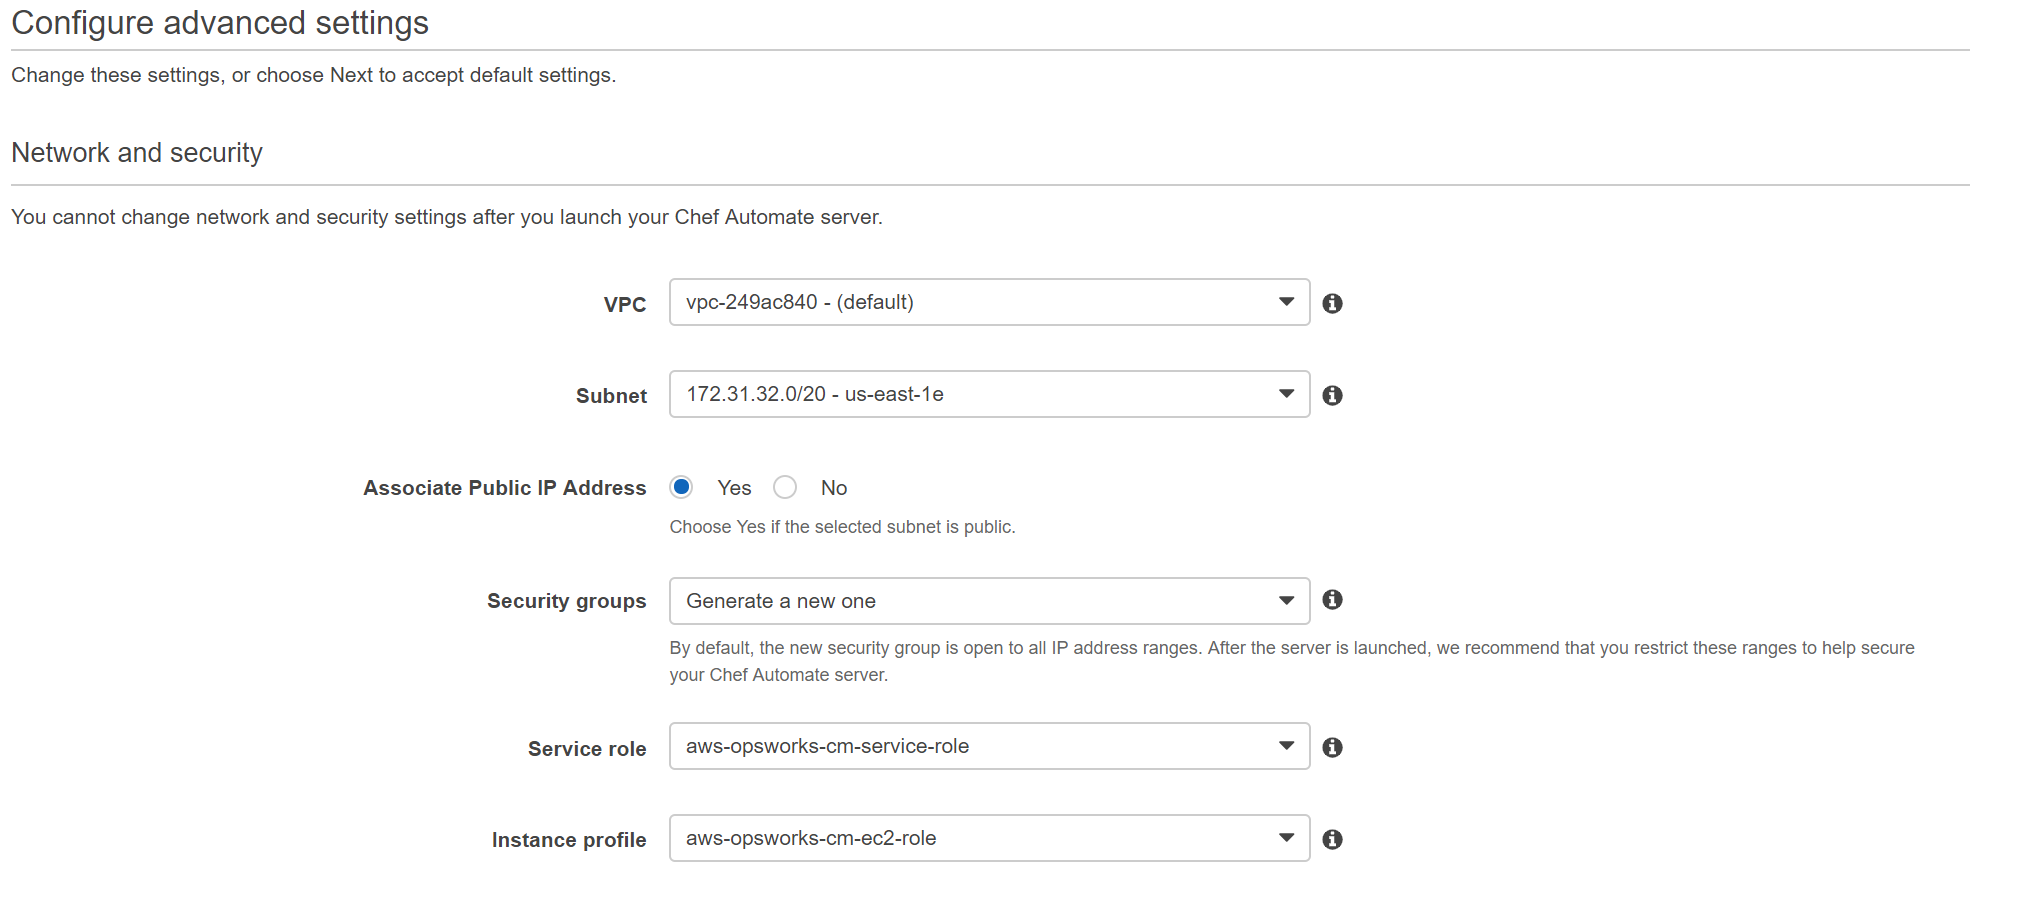 Configure advanced settings
Change these settings, or choose Next to accept default settings.
Network and security
You cannot change network and security settings after you launch your Chef Automate server.
VPC vpc-249ac840 - (default)
Subnet 172.31.32.0/20 - us-east-1e
Associate Public IP Address Yes No
Choose Yes if the selected subnet is public.
Security groups Generate a new one
By default, the new security group is open to all IP address ranges. After the server is launched, we recommend that you restrict these ranges to help secure
your Chef Automate server.
Service role aws-opsworks-cm-service-role
Instance profile aws-opsworks-cm-ec2-role